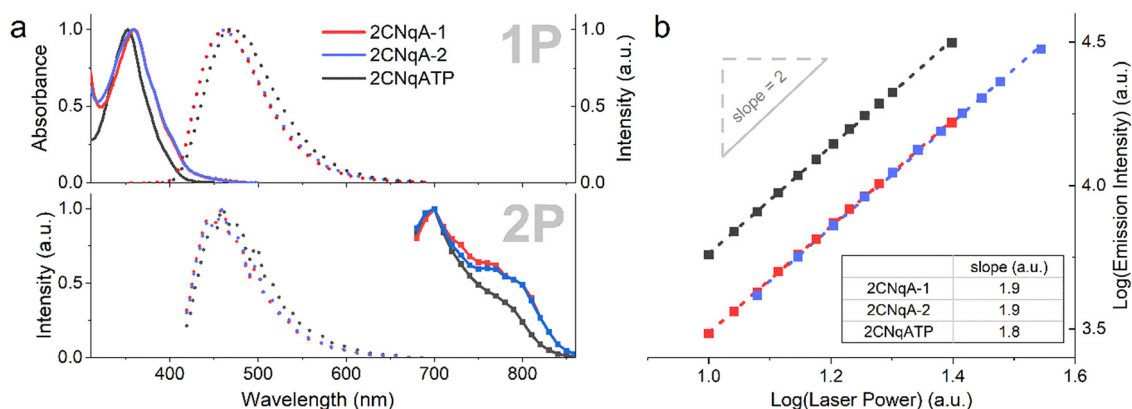 a
2CNqA-1
2CNqA-2
2CNqATP
1P
1.0
0.5
0.0
Absorbance
1.0
0.5
0.0
Intensity (a.u.)
2P
1.0
0.5
0.0
Intensity (a.u.)
400 500 600 700 800
Wavelength (nm)
b
slope = 2
4.5
4.0
3.5
Log(Emission Intensity) (a.u.)
slope (a.u.)
2CNqA-1 1.9
2CNqA-2 1.9
2CNqATP 1.8
1.0 1.2 1.4 1.6
Log(Laser Power) (a.u.)